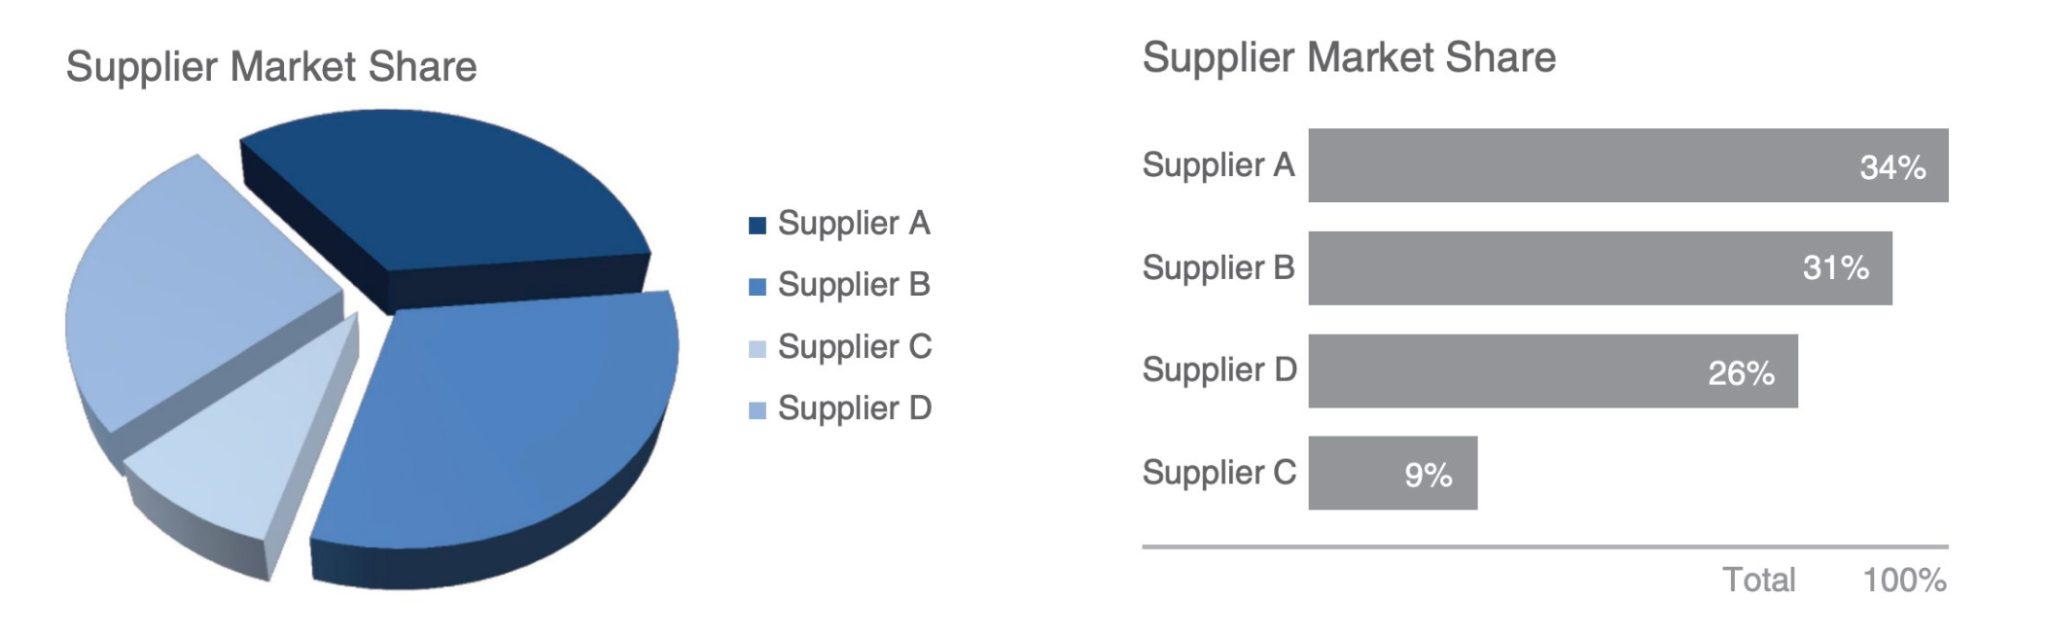 Supplier Market Share
Supplier A
Supplier B
Supplier C
Supplier D
Supplier Market Share
Supplier A 34%
Supplier B 31%
Supplier D 26%
Supplier C 9%
Total 100%